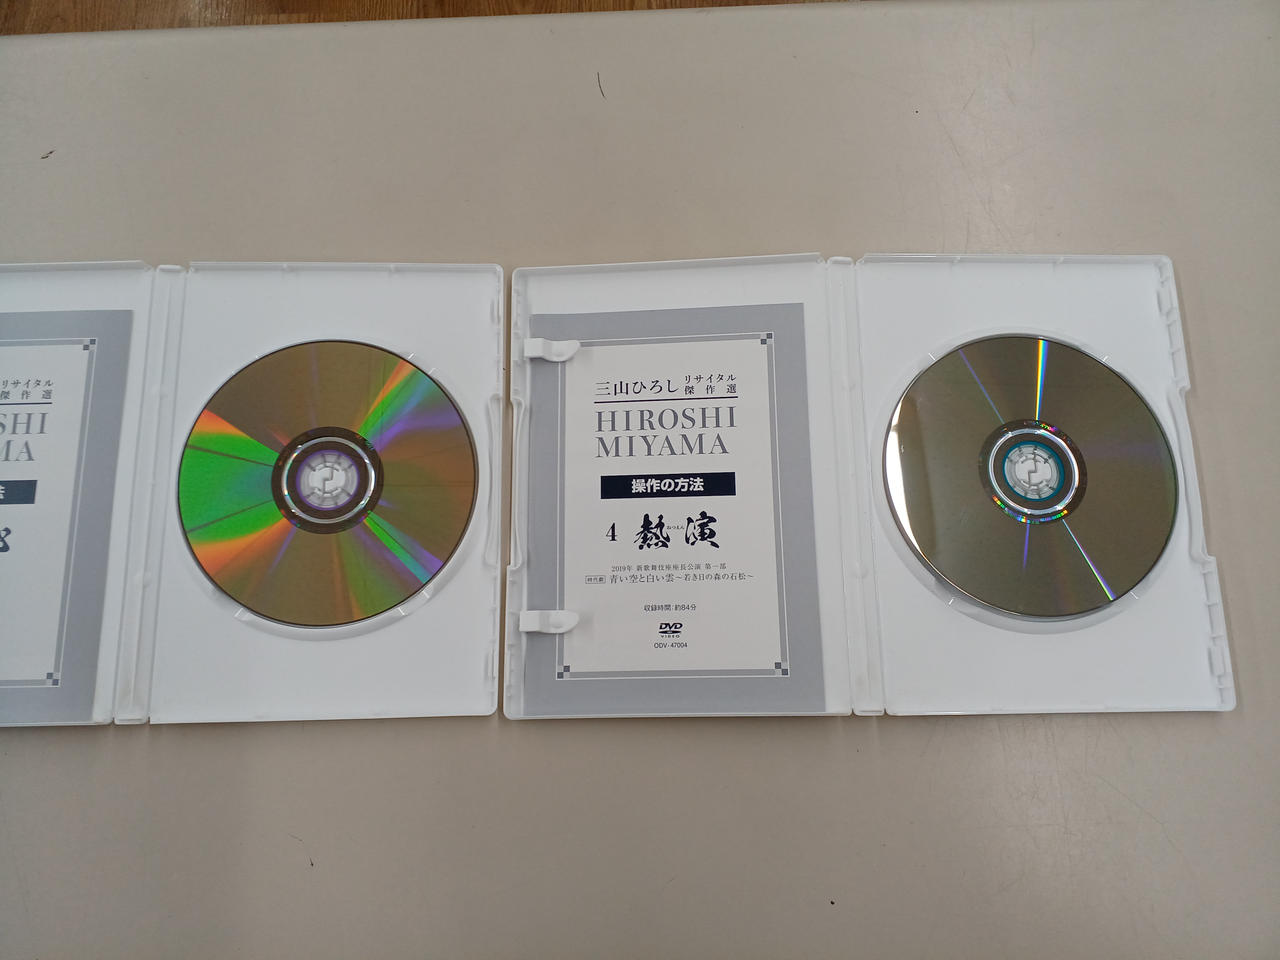 リサイタル
傑作選
SHI
MA
法
三山ひろし リサイタル
傑作選
HIROSHI
MIYAMA
操作の方法
4 熱演
ねつえん
2019年 新歌舞伎座座長公演 第一部
時代劇 青い空と白い雲～若き日の森の石松～
収録時間:約84分
DVD
VIDEO
ODV-47004